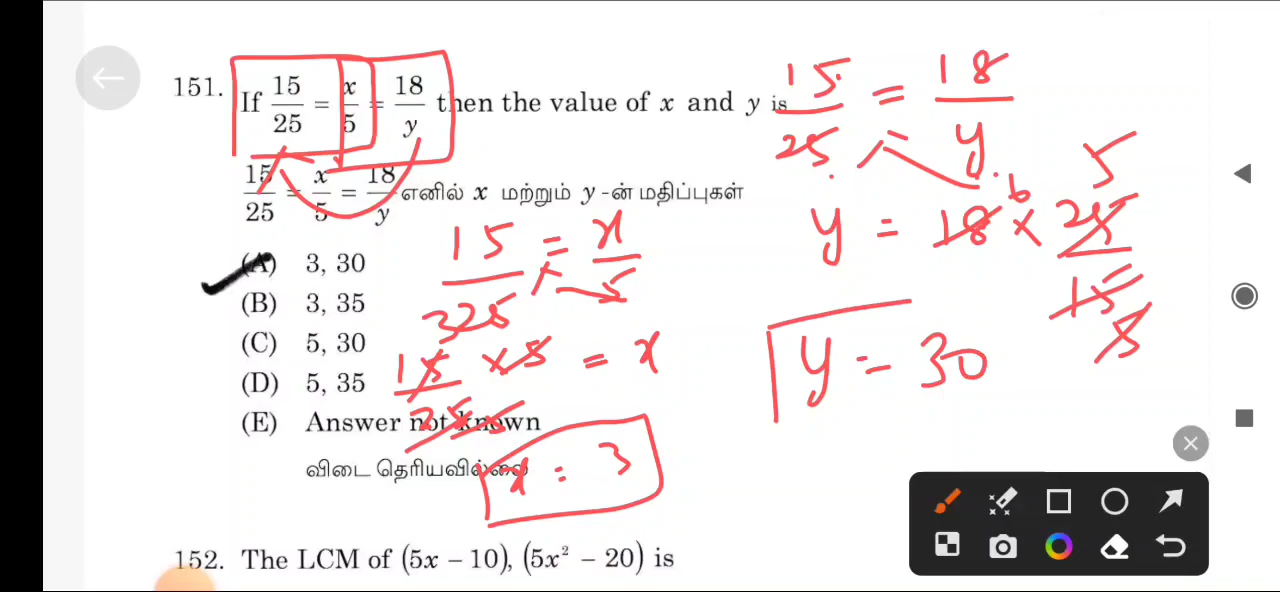 151. If 15/25 = x/5 = 18/y then the value of x and y is
15/25 = x/5 = 18/y எனில் x மற்றும் y -ன் மதிப்புகள்
(A) 3, 30
(B) 3, 35
(C) 5, 30
(D) 5, 35
(E) Answer not known
விடை தெரியவில்லை
152. The LCM of (5x – 10), (5x² – 20) is
15/25 = x/5
15/25 × 5 = x
x = 3
15/25 = 18/y
y = 18 × 25/15
6
5
y = 30